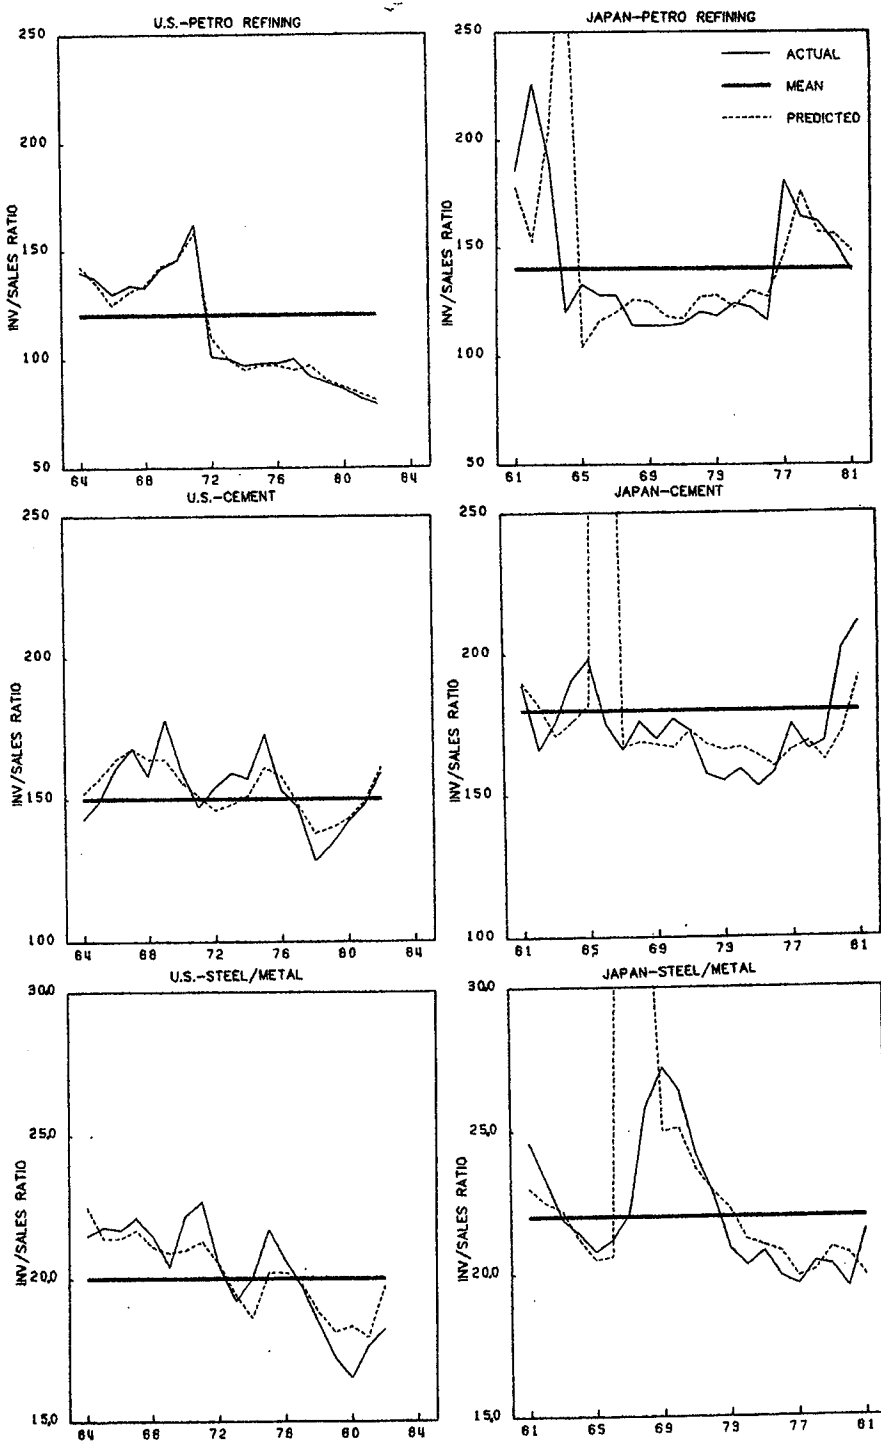 U.S.-PETRO REFINING
250
200
150
100
50
INV/SALES RATIO
64 68 72 76 80 84
JAPAN-PETRO REFINING
250
200
150
100
50
INV/SALES RATIO
ACTUAL
MEAN
PREDICTED
61 65 69 73 77 81
U.S.-CEMENT
250
200
150
100
INV/SALES RATIO
64 68 72 76 80 84
JAPAN-CEMENT
250
200
150
100
INV/SALES RATIO
61 65 69 73 77 81
U.S.-STEEL/METAL
30.0
25.0
20.0
15.0
INV/SALES RATIO
64 68 72 76 80 84
JAPAN-STEEL/METAL
30.0
25.0
20.0
15.0
INV/SALES RATIO
61 65 69 73 77 81